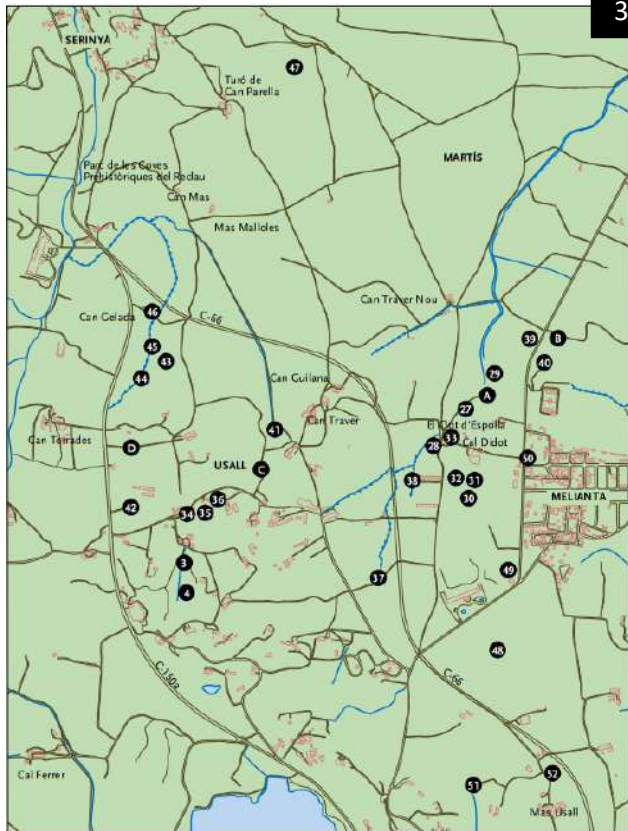 3
SERINYÀ
47
Turó de
Can Parella
MARTÍS
Parc de les Coves
Prehistòriques del Reclau
Can Mas
Mas Malloles
Can Traver Nou
46
Can Gelada
C-66
39
B
45
43
40
44
29
Can Guilana
A
27
41
Can Traver
El Clot d'Espolla
33
Cal Didot
28
Can Terrades
D
50
USALL
C
38
32
31
MELIANTA
36
30
42
34
35
3
49
37
4
48
C-150a
C-66
52
Cal Ferrer
51
Mas Usall